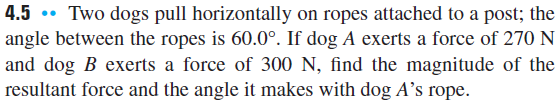 4.5 •• Two dogs pull horizontally on ropes attached to a post; the
angle between the ropes is 60.0°. If dog A exerts a force of 270 N
and dog B exerts a force of 300 N, find the magnitude of the
resultant force and the angle it makes with dog A's rope.